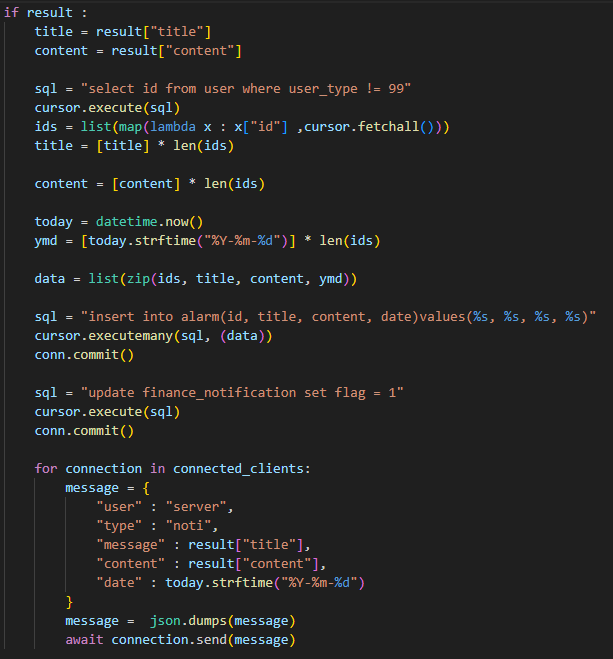 if result :
    title = result["title"]
    content = result["content"]

    sql = "select id from user where user_type != 99"
    cursor.execute(sql)
    ids = list(map(lambda x : x["id"] ,cursor.fetchall()))
    title = [title] * len(ids)

    content = [content] * len(ids)

    today = datetime.now()
    ymd = [today.strftime("%Y-%m-%d")] * len(ids)

    data = list(zip(ids, title, content, ymd))

    sql = "insert into alarm(id, title, content, date)values(%s, %s, %s, %s)"
    cursor.executemany(sql, (data))
    conn.commit()

    sql = "update finance_notification set flag = 1"
    cursor.execute(sql)
    conn.commit()

    for connection in connected_clients:
        message = {
            "user" : "server",
            "type" : "noti",
            "message" : result["title"],
            "content" : result["content"],
            "date" : today.strftime("%Y-%m-%d")
        }
        message =  json.dumps(message)
        await connection.send(message)